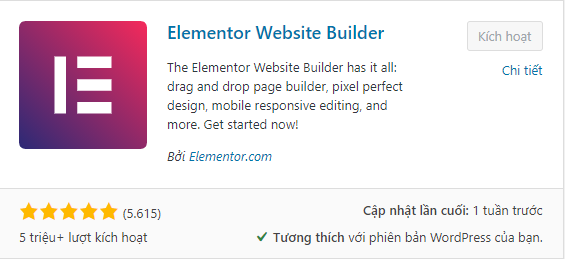 Elementor Website Builder
Kích hoạt
Chi tiết
The Elementor Website Builder has it all:
drag and drop page builder, pixel perfect
design, mobile responsive editing, and
more. Get started now!
Bởi Elementor.com
(5.615)
5 triệu+ lượt kích hoạt
Cập nhật lần cuối: 1 tuần trước
Tương thích với phiên bản WordPress của bạn.